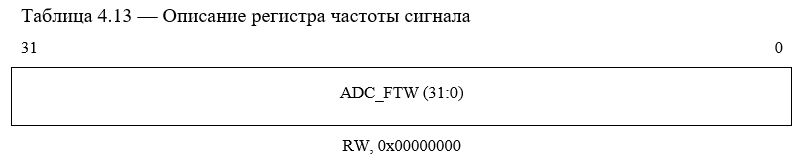 Таблица 4.13 — Описание регистра частоты сигнала
31 0
ADC_FTW (31:0)
RW, 0x00000000